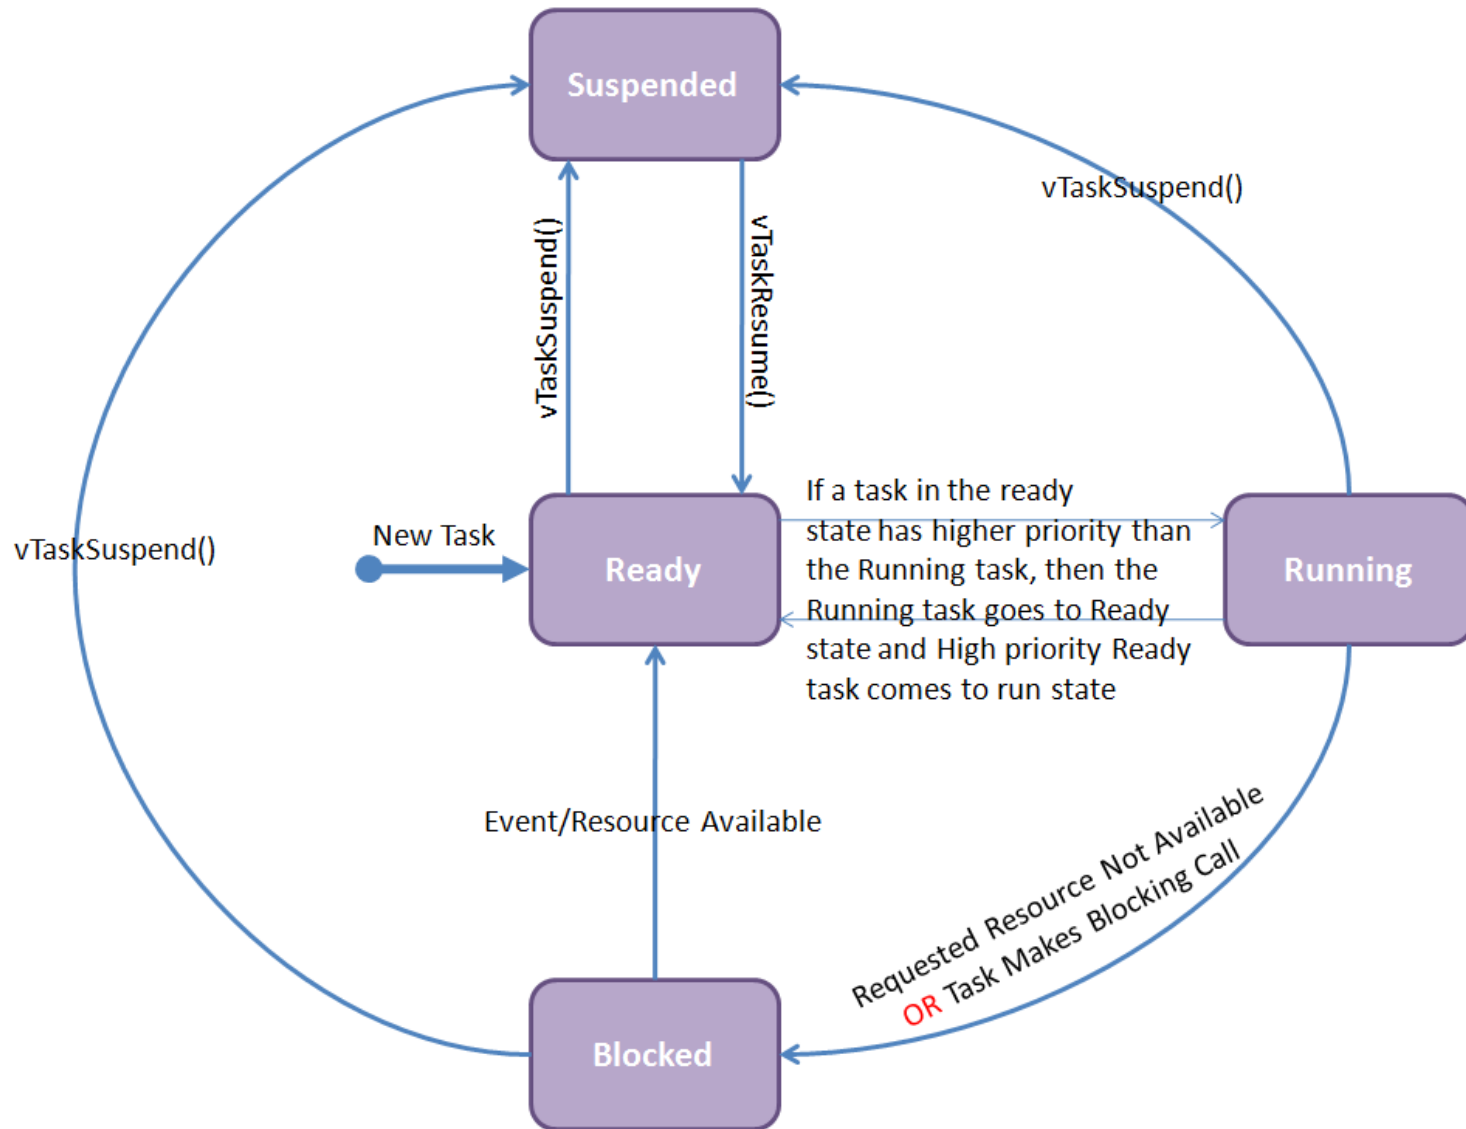 Suspended
vTaskSuspend()
vTaskSuspend()
vTaskResume()
vTaskSuspend()
New Task
Ready
If a task in the ready
state has higher priority than
the Running task, then the
Running task goes to Ready
state and High priority Ready
task comes to run state
Running
Event/Resource Available
Requested Resource Not Available
OR Task Makes Blocking Call
Blocked